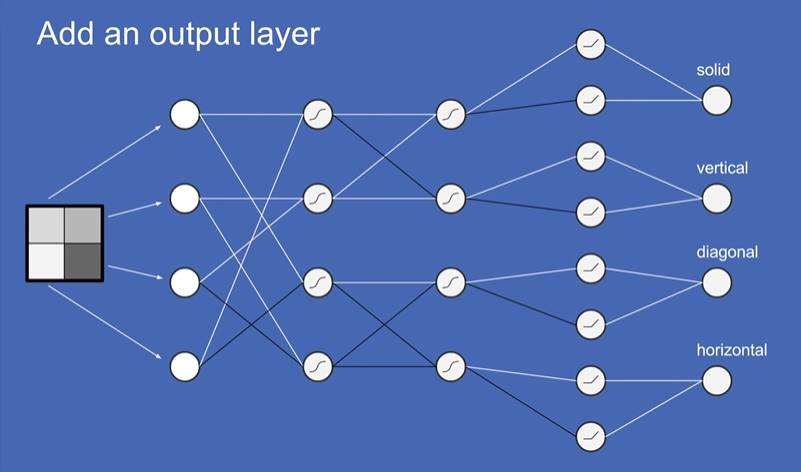 Add an output layer
solid
vertical
diagonal
horizontal